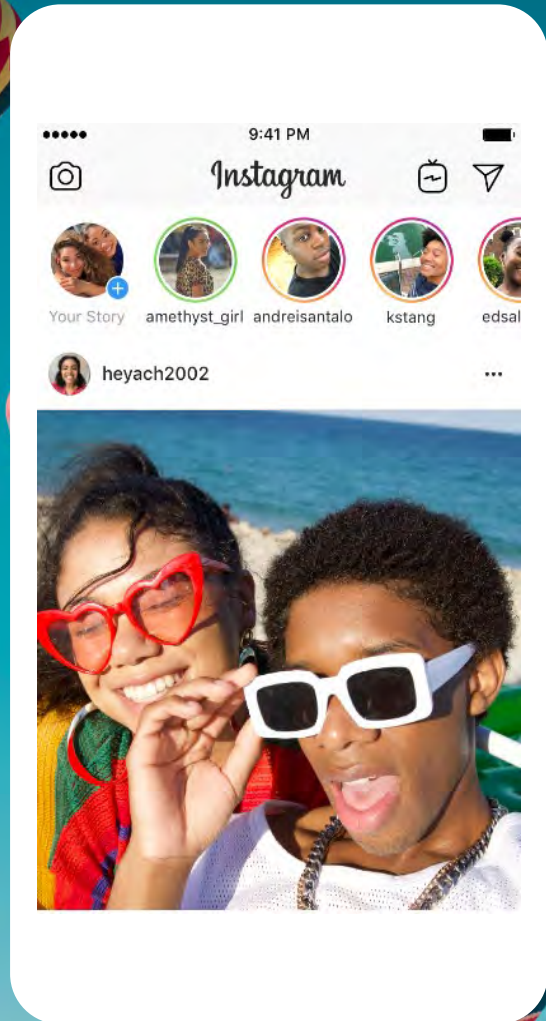 9:41 PM
Instagram
Your Story amethyst_girl andreisantalo kstang edsal
heyach2002